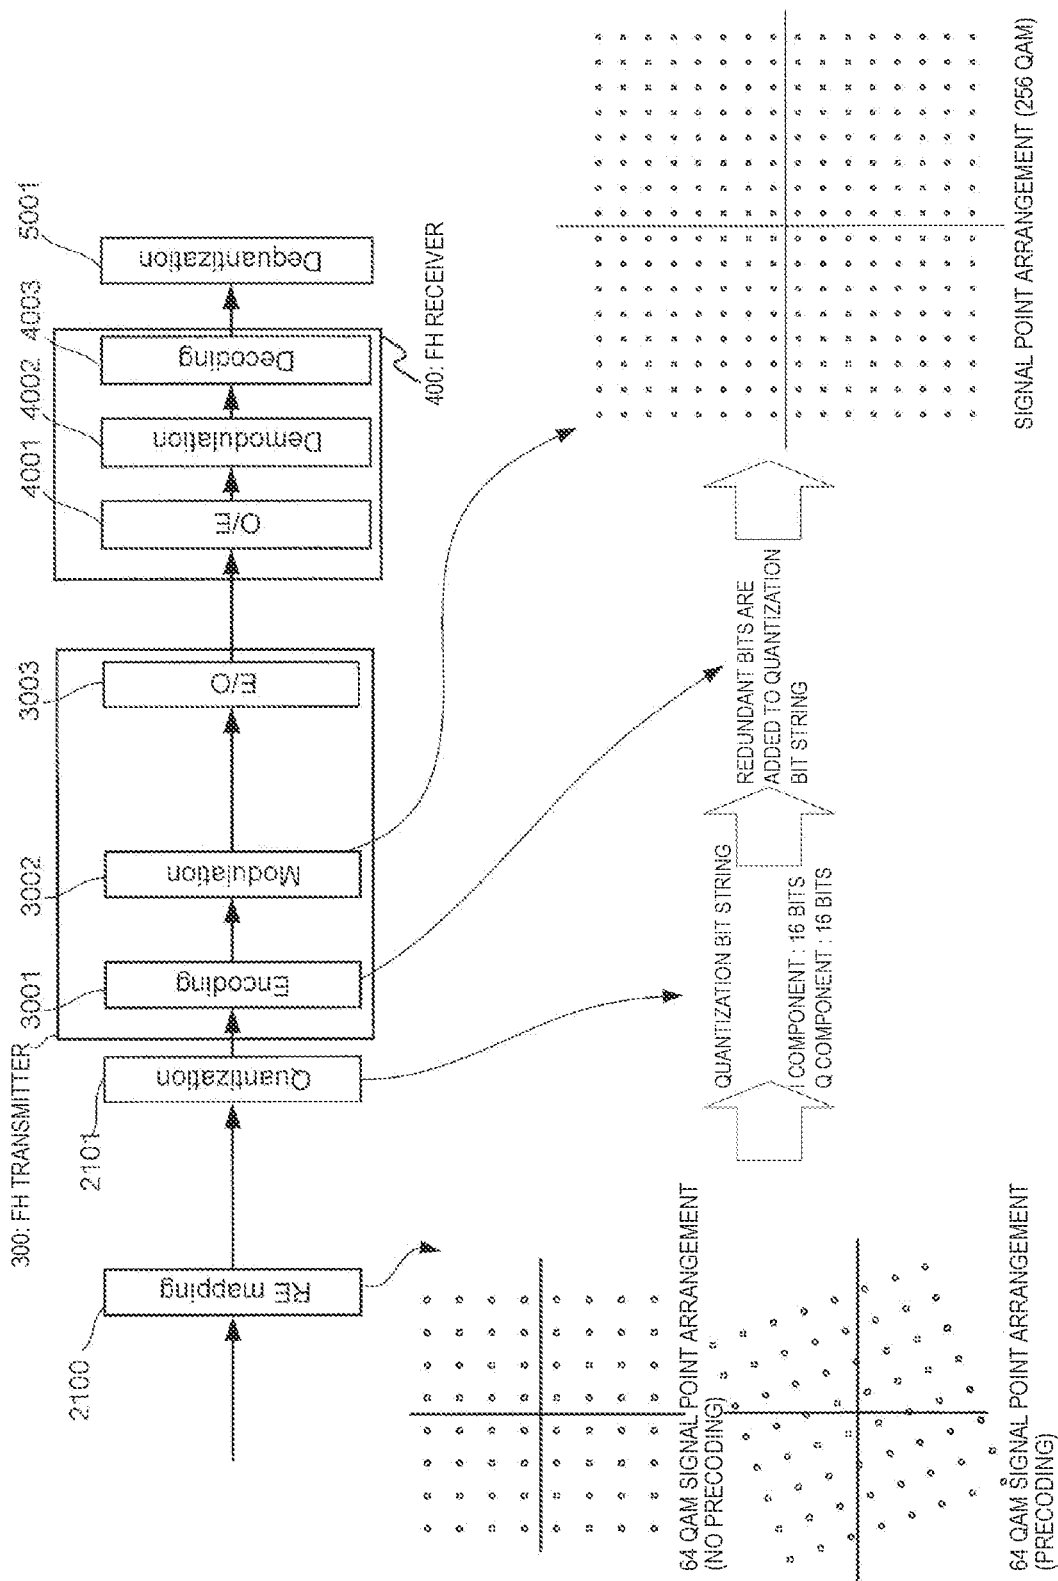 2100
RE mapping
2101
Quantization
300: FH TRANSMITTER
3001
Encoding
3002
Modulation
3003
E/O
4001
O/E
4002
Demodulation
4003
Decoding
400: FH RECEIVER
5001
Dequantization
64 QAM SIGNAL POINT ARRANGEMENT
(NO PRECODING)
64 QAM SIGNAL POINT ARRANGEMENT
(PRECODING)
QUANTIZATION BIT STRING
I COMPONENT : 16 BITS
Q COMPONENT : 16 BITS
REDUNDANT BITS ARE
ADDED TO QUANTIZATION
BIT STRING
SIGNAL POINT ARRANGEMENT (256 QAM)